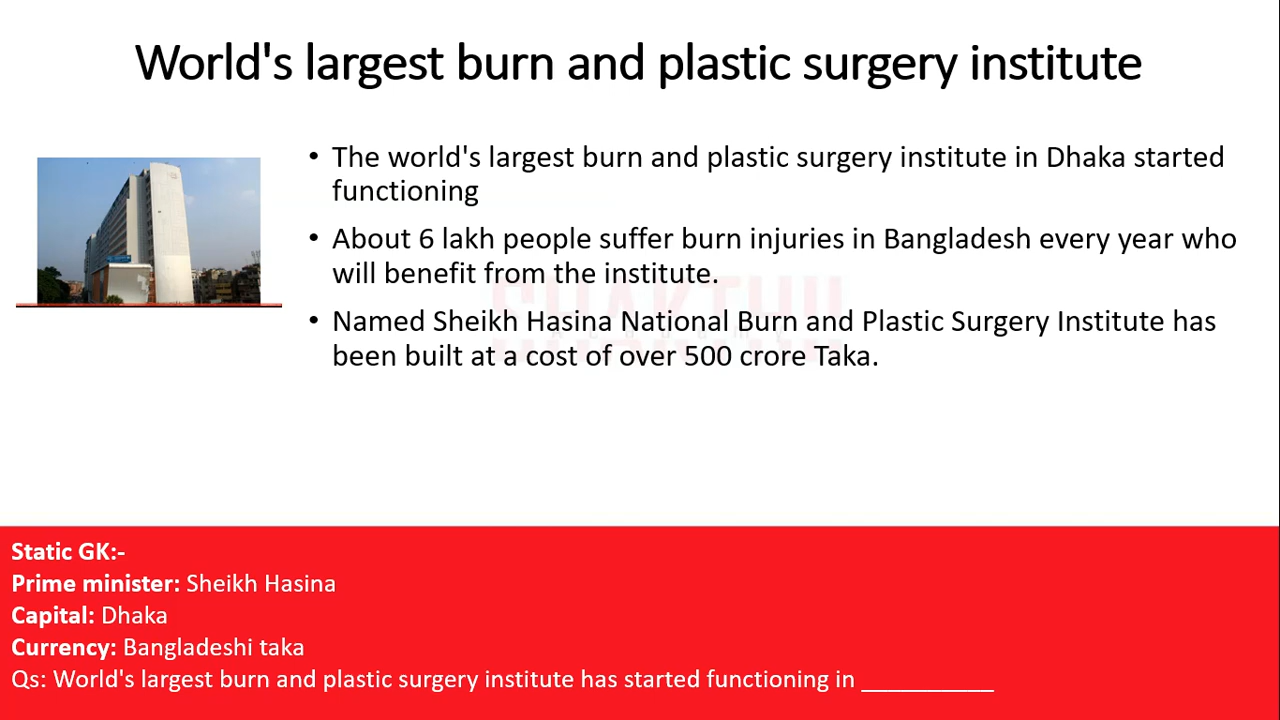 World's largest burn and plastic surgery institute
• The world's largest burn and plastic surgery institute in Dhaka started
functioning
• About 6 lakh people suffer burn injuries in Bangladesh every year who
will benefit from the institute.
• Named Sheikh Hasina National Burn and Plastic Surgery Institute has
been built at a cost of over 500 crore Taka.
Static GK:-
Prime minister: Sheikh Hasina
Capital: Dhaka
Currency: Bangladeshi taka
Qs: World's largest burn and plastic surgery institute has started functioning in __________